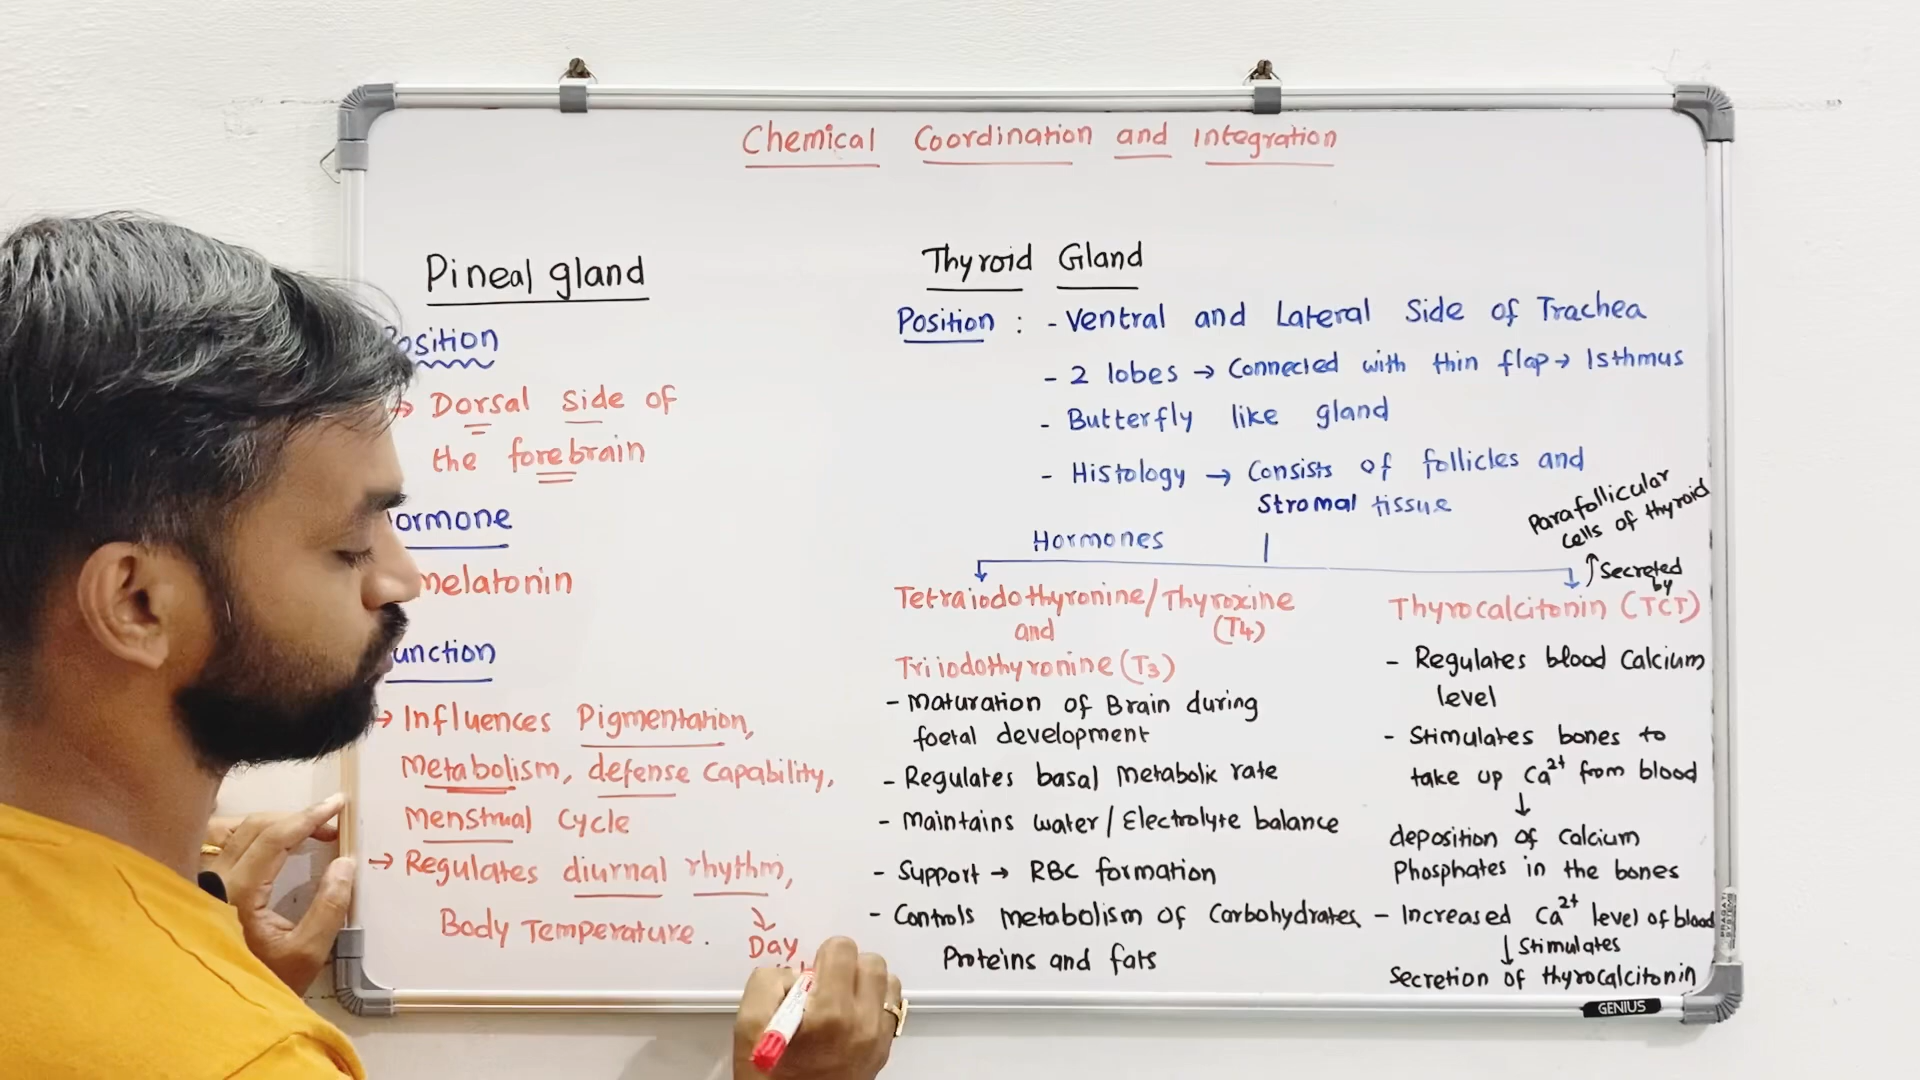 Chemical Coordination and Integration
Pineal gland
osition
→ Dorsal side of
the forebrain
ormone
melatonin
unction
→ Influences Pigmentation,
Metabolism, defense capability,
Menstrual Cycle
→ Regulates diurnal rhythm,
Body Temperature.
↓
Day
Thyroid Gland
Position : - Ventral and Lateral Side of Trachea
- 2 lobes → Connected with thin flap → Isthmus
- Butterfly like gland
- Histology → Consists of follicles and
Stromal tissue
Hormones
Tetraiodothyronine/Thyroxine
and (T4)
Triiodothyronine (T3)
- Maturation of Brain during
foetal development
- Regulates basal Metabolic rate
- Maintains water/Electrolyte balance
- Support → RBC formation
- Controls metabolism of Carbohydrates,
Proteins and fats
Parafollicular
cells of thyroid
↑ Secreted
by
Thyrocalcitonin (TCT)
- Regulates blood Calcium
level
- Stimulates bones to
take up Ca2+ from blood
↓
deposition of calcium
Phosphates in the bones
- Increased Ca2+ level of blood
↓ Stimulates
Secretion of thyrocalcitonin
PRAGATI SYSTEMS
GENIUS